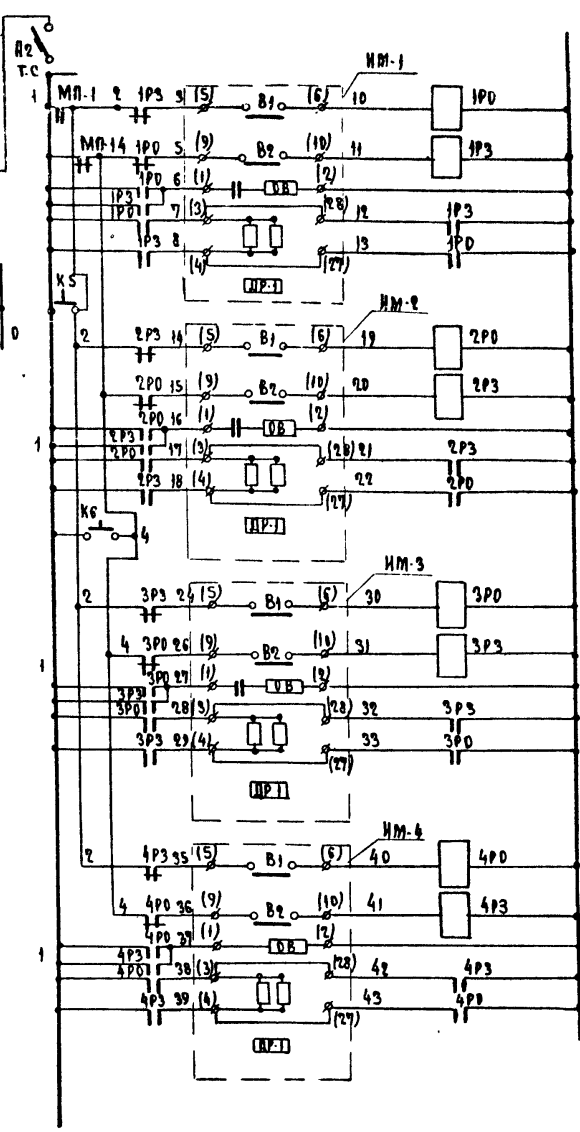 А2
Т.С
ИМ-1
1 МП-1 2 1РЗ 3 (5) В1 (6) 10 1РО
МП-14 1РО 5 (9) В2 (10) 11 1РЗ
1РО 6 (1) ОВ (2)
1РЗ
1РО 7 (3) (28) 12 1РЗ
1РЗ 8 (4) (27) 13 1РО
ДР-1
К5
О
ИМ-2
2 2РЗ 14 (5) В1 (6) 19 2РО
2РО 15 (9) В2 (10) 20 2РЗ
2РО 16 (1) ОВ (2)
1 2РЗ
2РО 17 (3) (28) 21 2РЗ
2РЗ 18 (4) (27) 22 2РО
К6 4
ДР-1
ИМ-3
2 3РЗ 24 (5) В1 (6) 30 3РО
4 3РО 26 (9) В2 (10) 31 3РЗ
1 3РО 27 (1) ОВ (2)
3РЗ
3РО 28 (3) (28) 32 3РЗ
3РЗ 29 (4) (27) 33 3РО
ДР-1
ИМ-4
2 4РЗ 35 (5) В1 (6) 40 4РО
4 4РО 36 (9) В2 (10) 41 4РЗ
1 4РО 37 (1) ОВ (2)
4РЗ
4РО 38 (3) (28) 42 4РЗ
4РЗ 39 (4) (27) 43 4РО
ДР-1